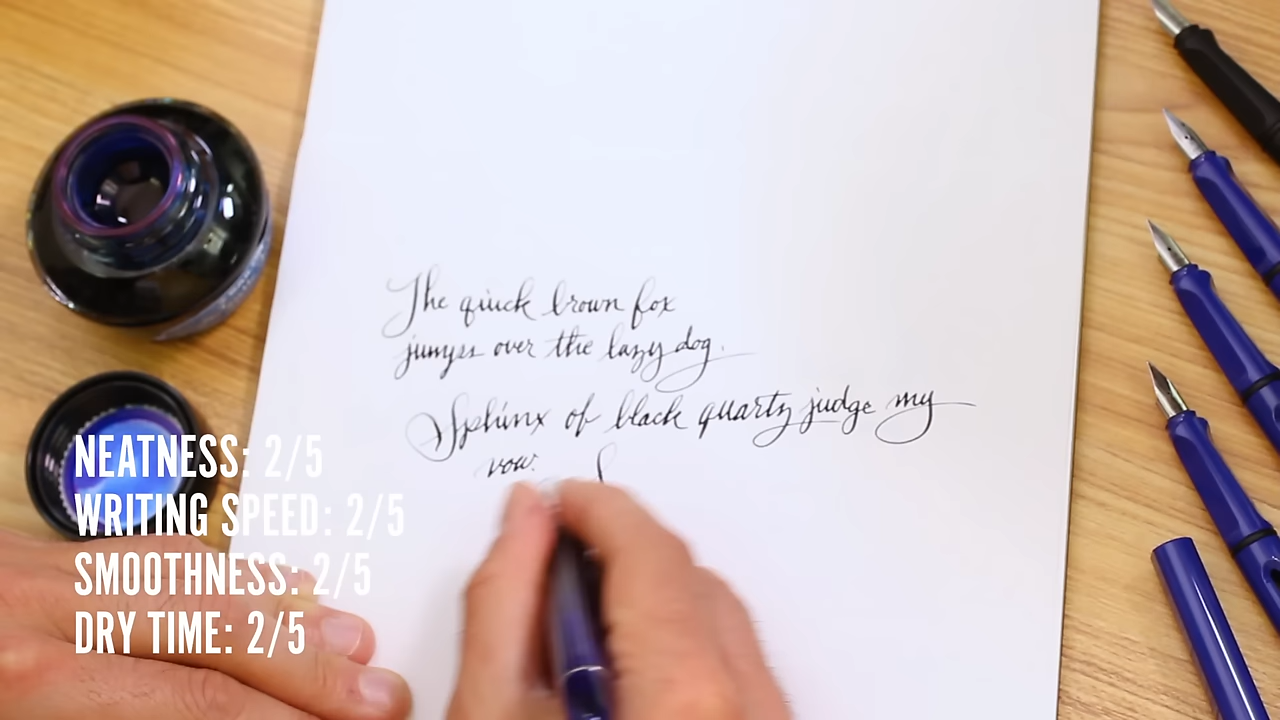 The quick brown fox
jumps over the lazy dog.
Sphinx of black quartz judge my
vow.
NEATNESS: 2/5
WRITING SPEED: 2/5
SMOOTHNESS: 2/5
DRY TIME: 2/5